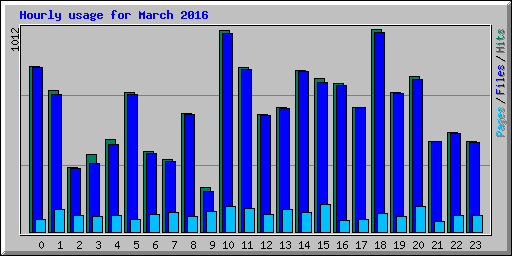 Hourly usage for March 2016
1012
Pages/Files/Hits
0 1 2 3 4 5 6 7 8 9 10 11 12 13 14 15 16 17 18 19 20 21 22 23